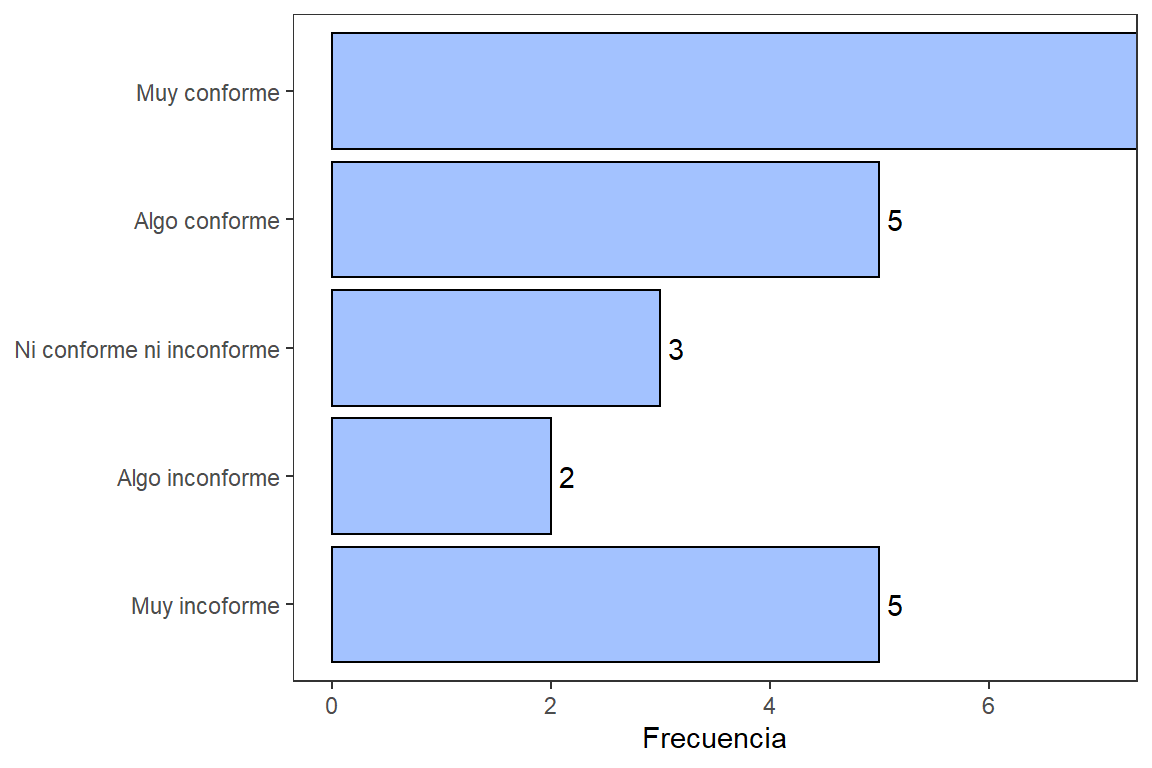 Muy conforme
Algo conforme
5
Ni conforme ni inconforme
3
Algo inconforme
2
Muy incoforme
5
0 2 4 6
Frecuencia